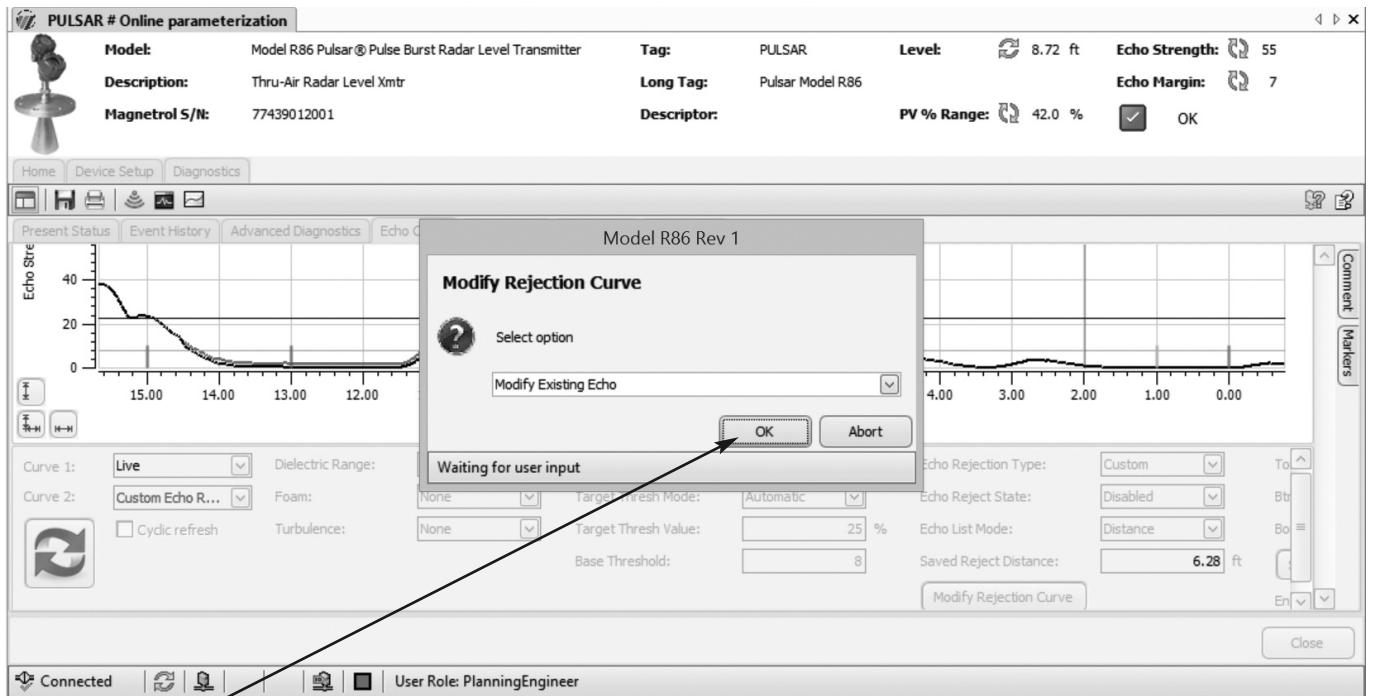 PULSAR # Online parameterization
Model: Model R86 Pulsar® Pulse Burst Radar Level Transmitter Tag: PULSAR Level: 8.72 ft Echo Strength: 55
Description: Thru-Air Radar Level Xmtr Long Tag: Pulsar Model R86 Echo Margin: 7
Magnetrol S/N: 77439012001 Descriptor: PV % Range: 42.0 % OK
Home Device Setup Diagnostics
Present Status Event History Advanced Diagnostics Echo
Model R86 Rev 1
Modify Rejection Curve
Select option
Modify Existing Echo
OK Abort
Waiting for user input
Echo Stre
40
20
0
15.00 14.00 13.00 12.00 4.00 3.00 2.00 1.00 0.00
Comment
Markers
Curve 1: Live Dielectric Range: Echo Rejection Type: Custom To
Curve 2: Custom Echo R... Foam: None Target Thresh Mode: Automatic Echo Reject State: Disabled Btr
Cyclic refresh Turbulence: None Target Thresh Value: 25 % Echo List Mode: Distance Bo
Base Threshold: 8 Saved Reject Distance: 6.28 ft
Modify Rejection Curve En
Close
Connected User Role: PlanningEngineer